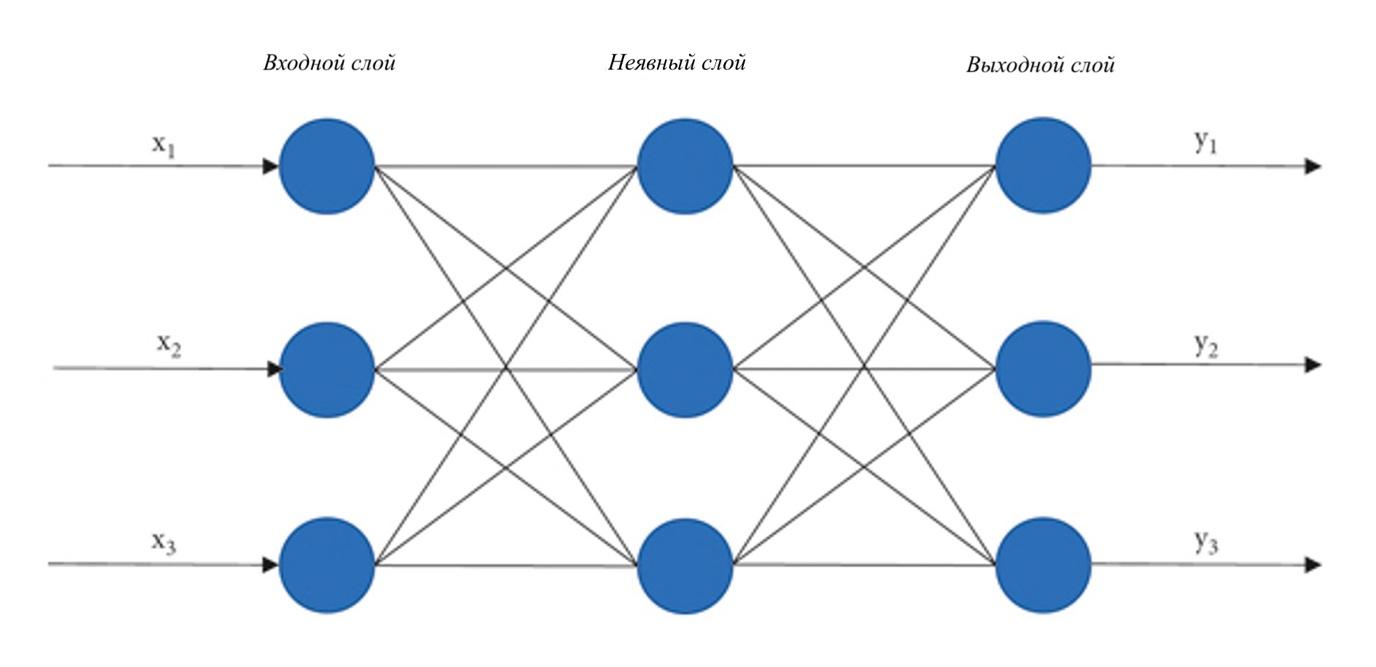 Входной слой
Неявный слой
Выходной слой
x₁
y₁
x₂
y₂
x₃
y₃